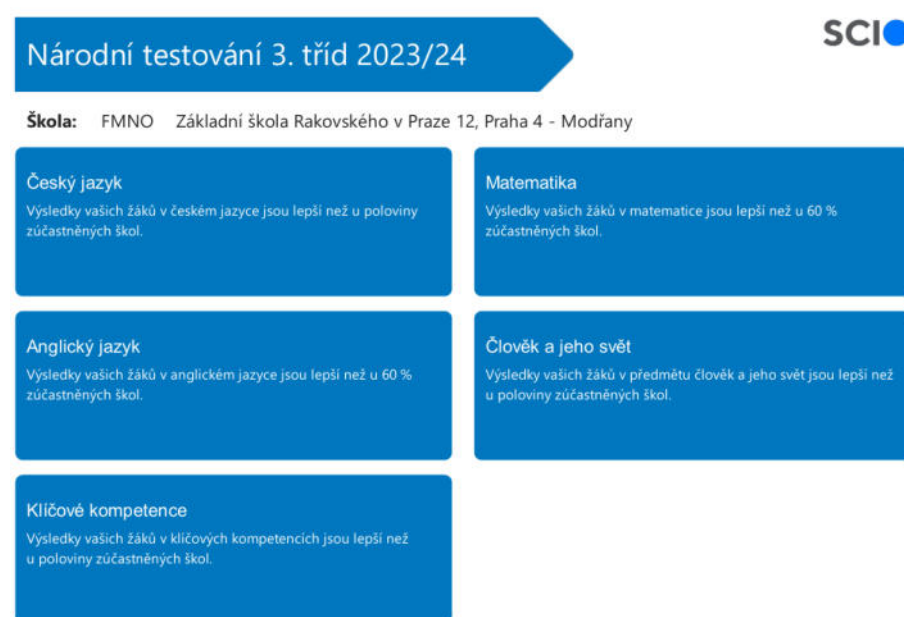 Národní testování 3. tříd 2023/24
SCIO
Škola: FMNO Základní škola Rakovského v Praze 12, Praha 4 - Modřany
Český jazyk
Výsledky vašich žáků v českém jazyce jsou lepší než u poloviny
zúčastněných škol.
Matematika
Výsledky vašich žáků v matematice jsou lepší než u 60 %
zúčastněných škol.
Anglický jazyk
Výsledky vašich žáků v anglickém jazyce jsou lepší než u 60 %
zúčastněných škol.
Člověk a jeho svět
Výsledky vašich žáků v předmětu člověk a jeho svět jsou lepší než
u poloviny zúčastněných škol.
Klíčové kompetence
Výsledky vašich žáků v klíčových kompetencích jsou lepší než
u poloviny zúčastněných škol.